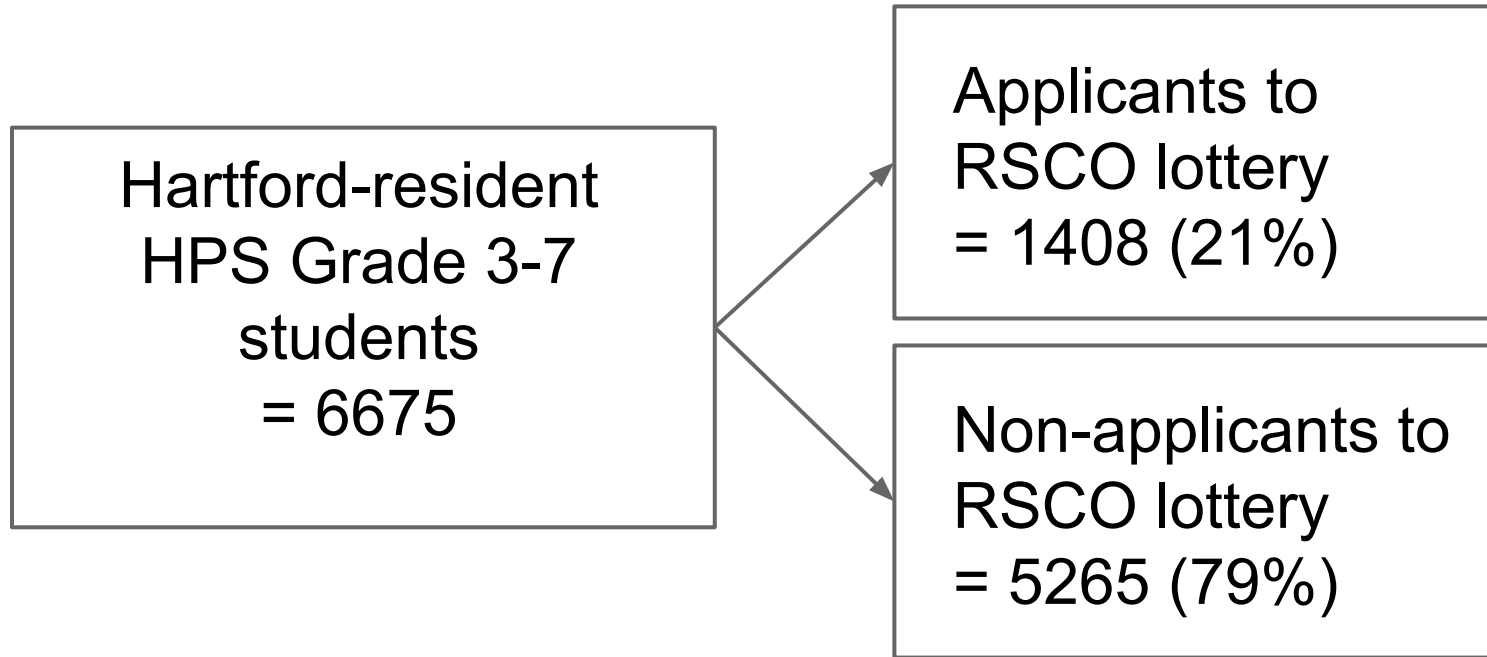 Hartford-resident
HPS Grade 3-7
students
= 6675
Applicants to
RSCO lottery
= 1408 (21%)
Non-applicants to
RSCO lottery
= 5265 (79%)